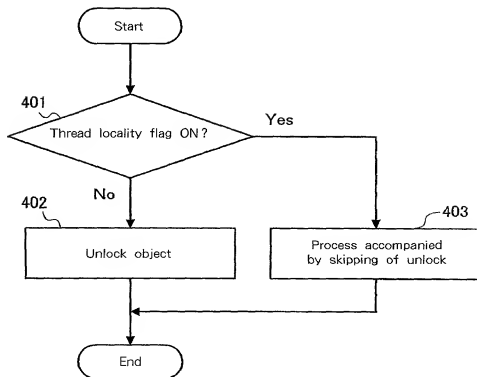 Start
401
Thread locality flag ON?
Yes
No
402
403
Unlock object
Process accompanied
by skipping of unlock
End